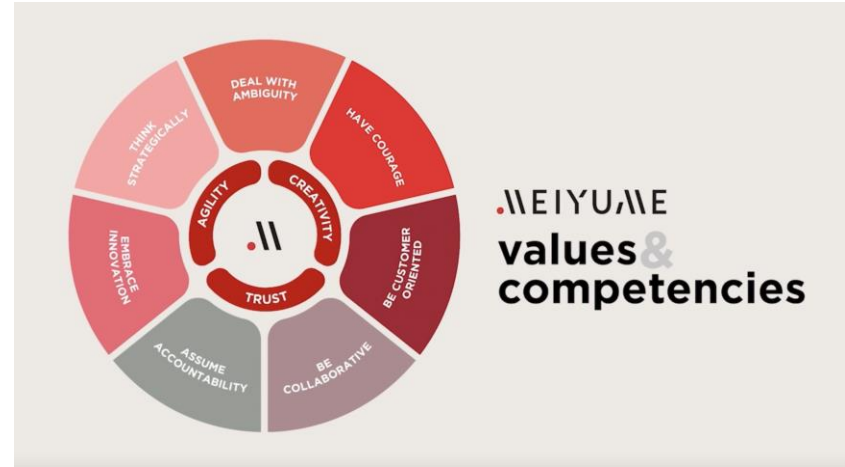 DEAL WITH
AMBIGUITY
HAVE COURAGE
BE CUSTOMER
ORIENTED
BE
COLLABORATIVE
ASSUME
ACCOUNTABILITY
EMBRACE
INNOVATION
THINK
STRATEGICALLY
AGILITY
CREATIVITY
TRUST
.M
MEIYUME
values&
competencies